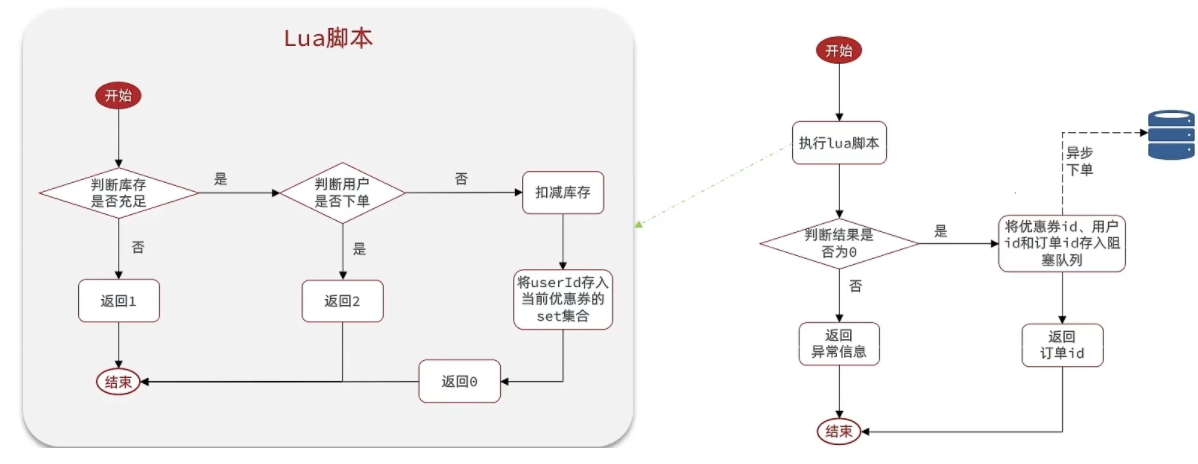 Lua脚本
开始
判断库存
是否充足
是
判断用户
是否下单
否
扣减库存
否
是
返回1
返回2
将userId存入
当前优惠券的
set集合
结束
返回0
开始
执行lua脚本
异步
下单
判断结果是
否为0
是
将优惠券id、用户
id和订单id存入阻
塞队列
否
返回
异常信息
返回
订单id
结束